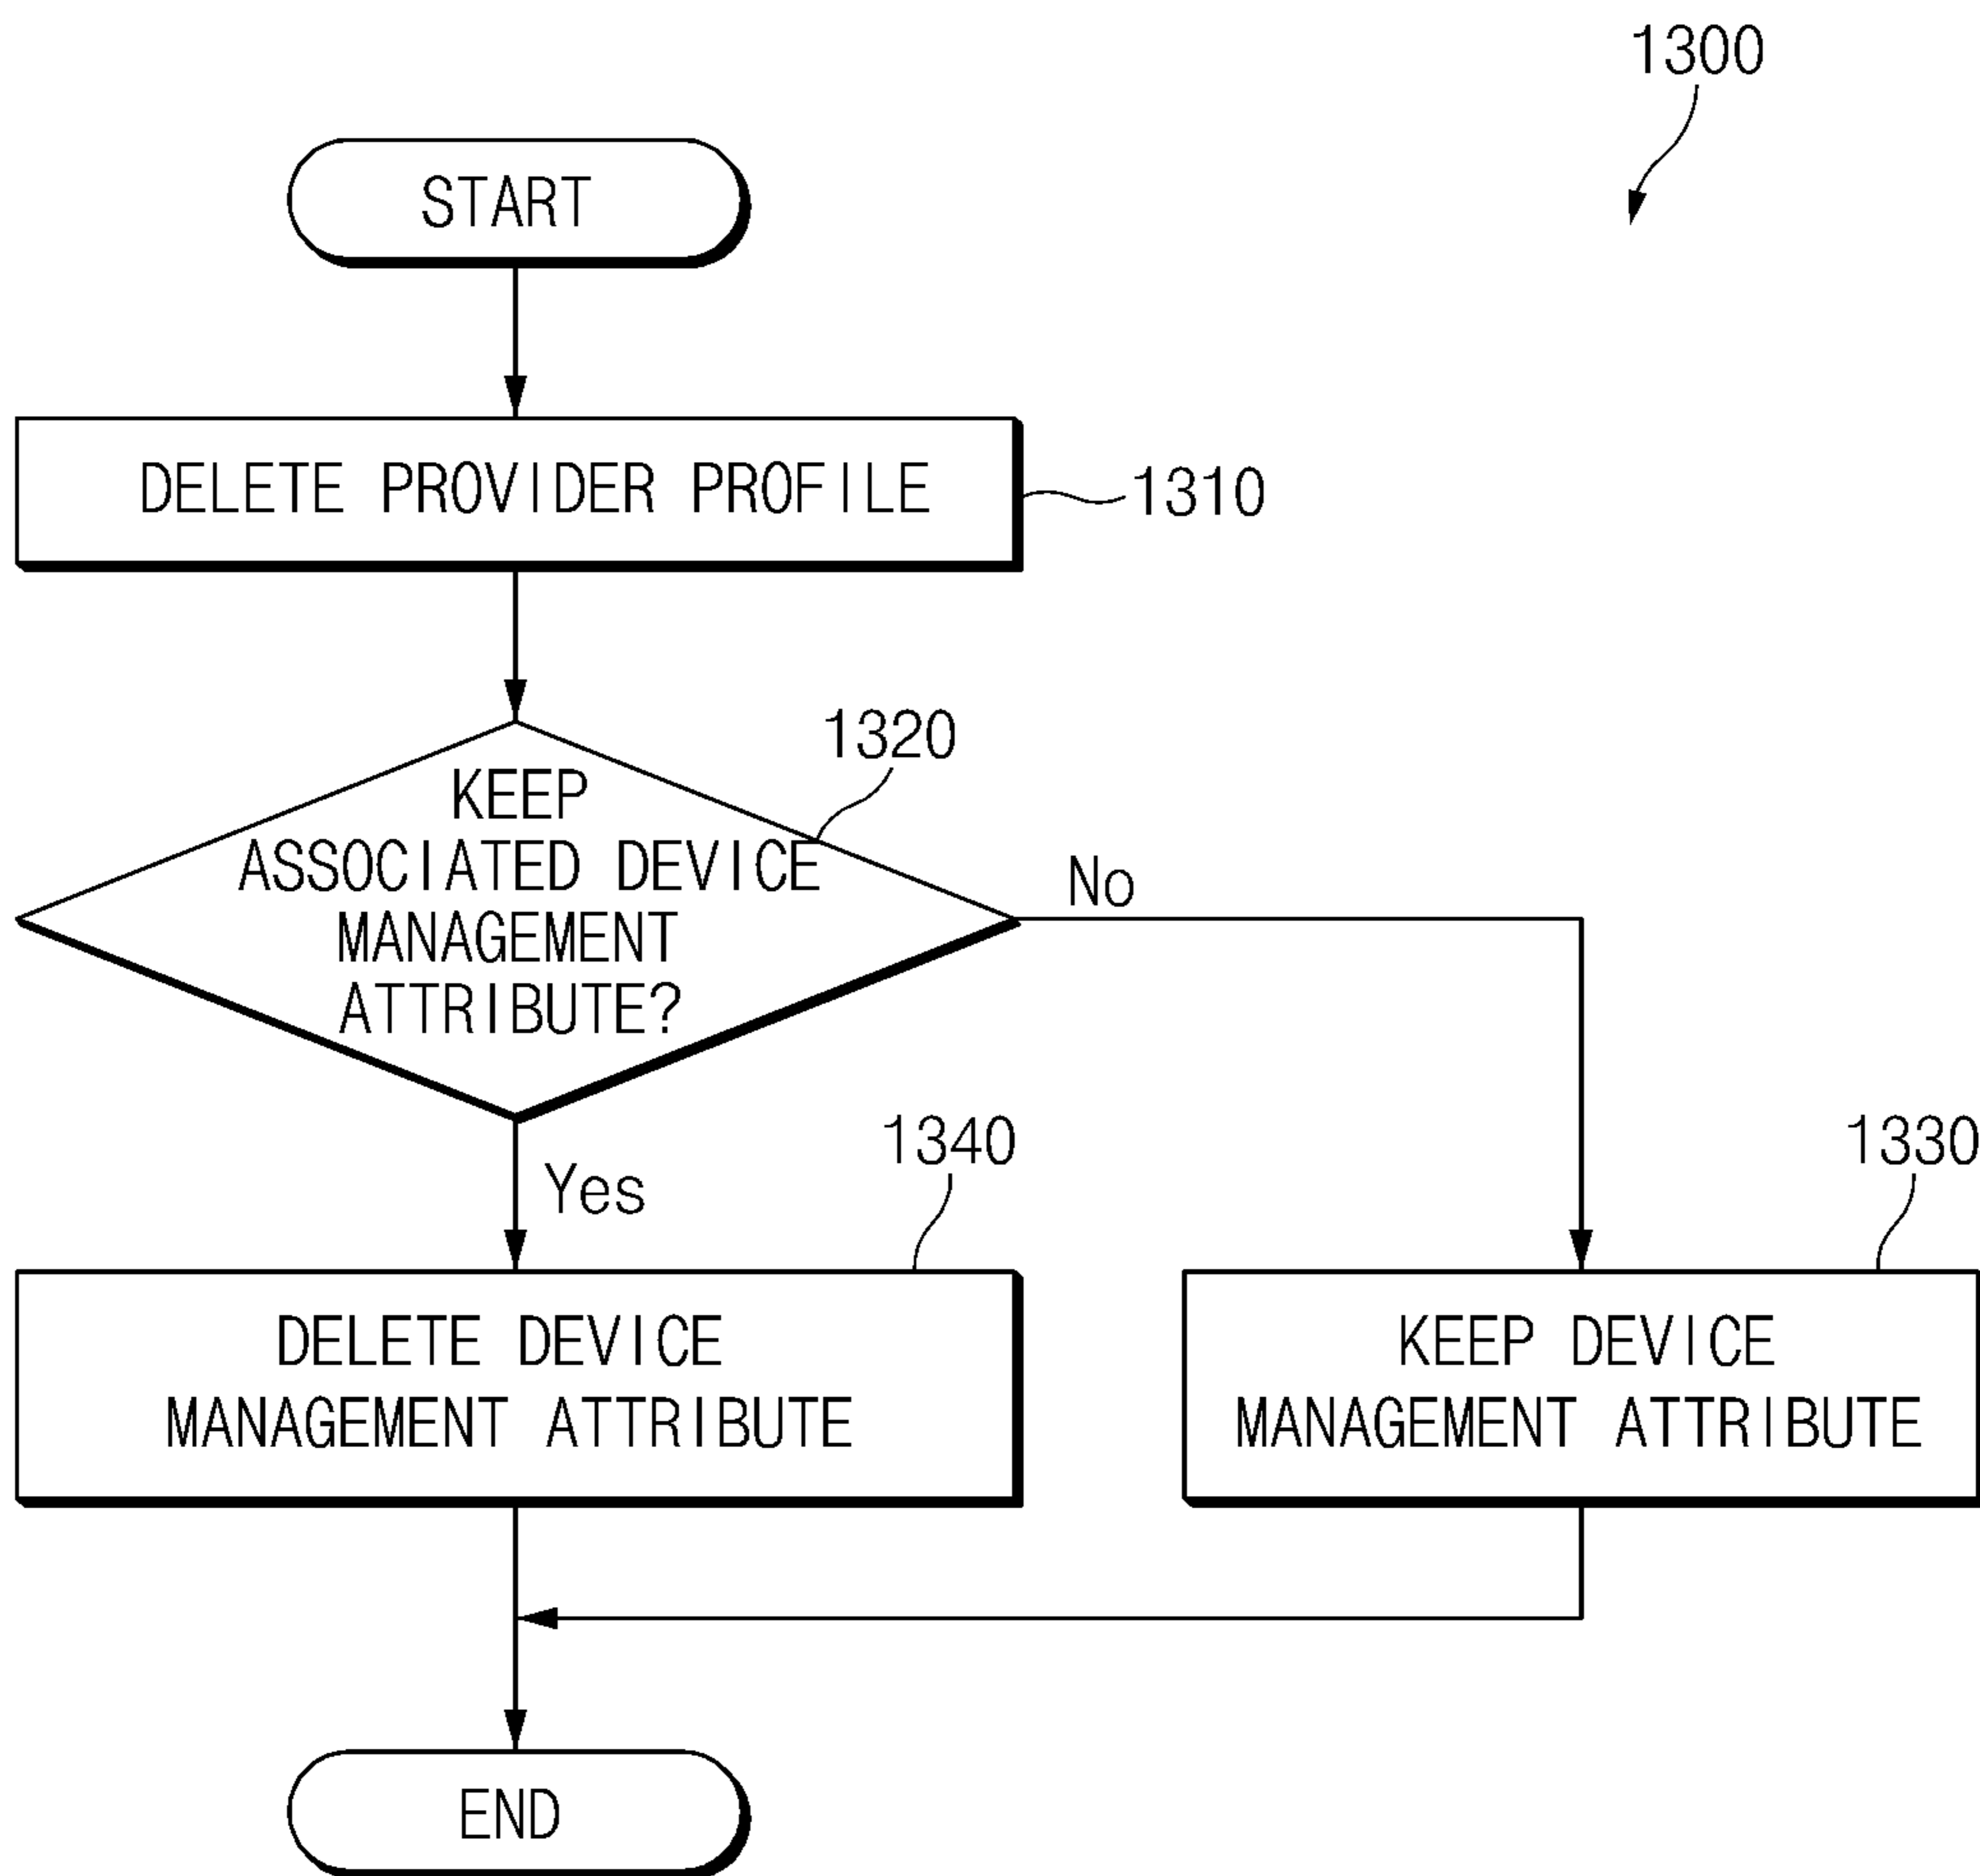 1300
START
DELETE PROVIDER PROFILE
1310
1320
KEEP
ASSOCIATED DEVICE
MANAGEMENT
ATTRIBUTE?
No
Yes
1340
DELETE DEVICE
MANAGEMENT ATTRIBUTE
1330
KEEP DEVICE
MANAGEMENT ATTRIBUTE
END